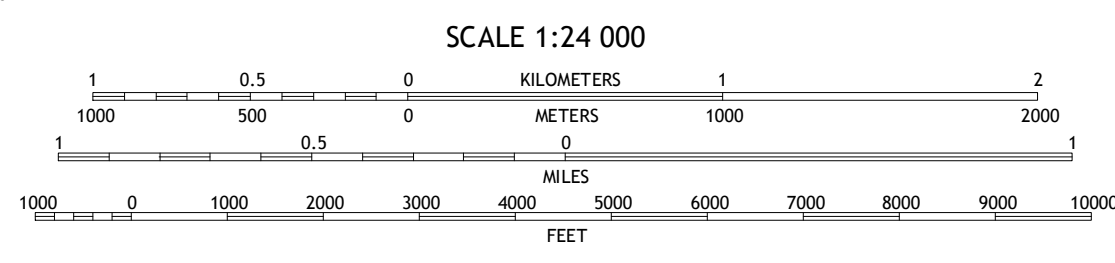 SCALE 1:24 000
1 0.5 0 KILOMETERS 1 2
1000 500 0 METERS 1000 2000
1 0.5 0 1
MILES
1000 0 1000 2000 3000 4000 5000 6000 7000 8000 9000 10000
FEET